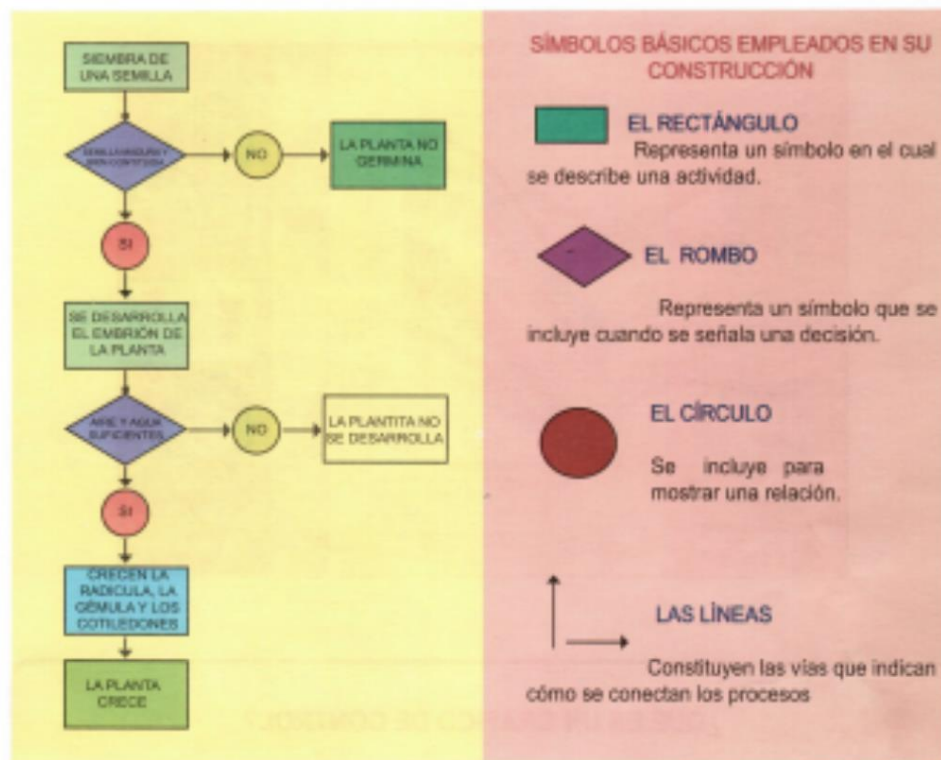 SIEMBRA DE
UNA SEMILLA
SEMILLA MADURA Y
BIEN
NO
LA PLANTA NO
GERMINA
SI
SE DESARROLLA
EL EMBRIÓN DE
LA PLANTA
AIRE Y AGUA
SUFICIENTES
NO
LA PLANTITA NO
SE DESARROLLA
SI
CRECEN LA
RADICULA, LA
GÉMULA Y LOS
COTILEDONES
LA PLANTA
CRECE
SÍMBOLOS BÁSICOS EMPLEADOS EN SU
CONSTRUCCIÓN
EL RECTÁNGULO
Representa un símbolo en el cual
se describe una actividad.
EL ROMBO
Representa un símbolo que se
incluye cuando se señala una decisión.
EL CÍRCULO
Se incluye para
mostrar una relación.
LAS LÍNEAS
Constituyen las vías que indican
cómo se conectan los procesos